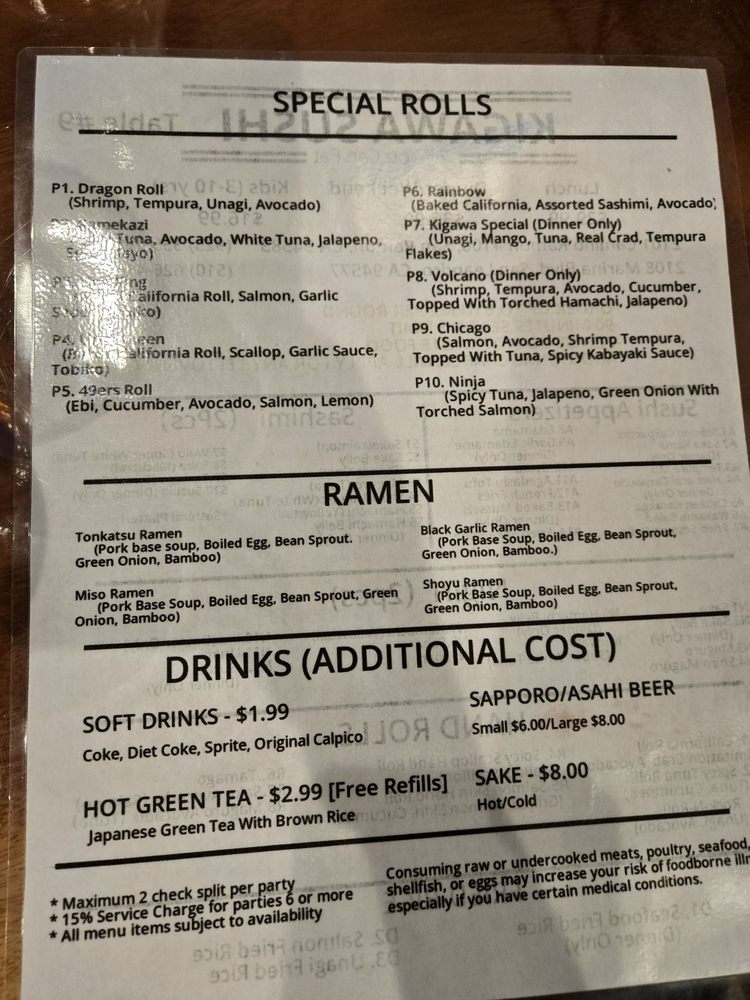 SPECIAL ROLLS
P1. Dragon Roll
(Shrimp, Tempura, Unagi, Avocado)
Tuna, Avocado, White Tuna, Jalapeno,
California Roll, Salmon, Garlic
P4.
California Roll, Scallop, Garlic Sauce,
Tobiko)
P5. 49ers Roll
(Ebi, Cucumber, Avocado, Salmon, Lemon)
P6. Rainbow
(Baked California, Assorted Sashimi, Avocado)
P7. Kigawa Special (Dinner Only)
(Unagi, Mango, Tuna, Real Crad, Tempura
Flakes)
P8. Volcano (Dinner Only)
(Shrimp, Tempura, Avocado, Cucumber,
Topped With Torched Hamachi, Jalapeno)
P9. Chicago
(Salmon, Avocado, Shrimp Tempura,
Topped With Tuna, Spicy Kabayaki Sauce)
P10. Ninja
(Spicy Tuna, Jalapeno, Green Onion With
Torched Salmon)
RAMEN
Tonkatsu Ramen
(Pork base soup, Boiled Egg, Bean Sprout.
Green Onion, Bamboo)
Miso Ramen
(Pork Base Soup, Boiled Egg, Bean Sprout, Green
Onion, Bamboo)
Black Garlic Ramen
(Pork Base Soup, Boiled Egg, Bean Sprout,
Green Onion, Bamboo.)
Shoyu Ramen
(Pork Base Soup, Boiled Egg, Bean Sprout,
Green Onion, Bamboo)
DRINKS (ADDITIONAL COST)
SOFT DRINKS - $1.99
Coke, Diet Coke, Sprite, Original Calpico
HOT GREEN TEA - $2.99 [Free Refills]
Japanese Green Tea With Brown Rice
SAPPORO/ASAHI BEER
Small $6.00/Large $8.00
SAKE - $8.00
Hot/Cold
* Maximum 2 check split per party
* 15% Service Charge for parties 6 or more
* All menu items subject to availability
Consuming raw or undercooked meats, poultry, seafood,
shellfish, or eggs may increase your risk of foodborne
especially if you have certain medical conditions.